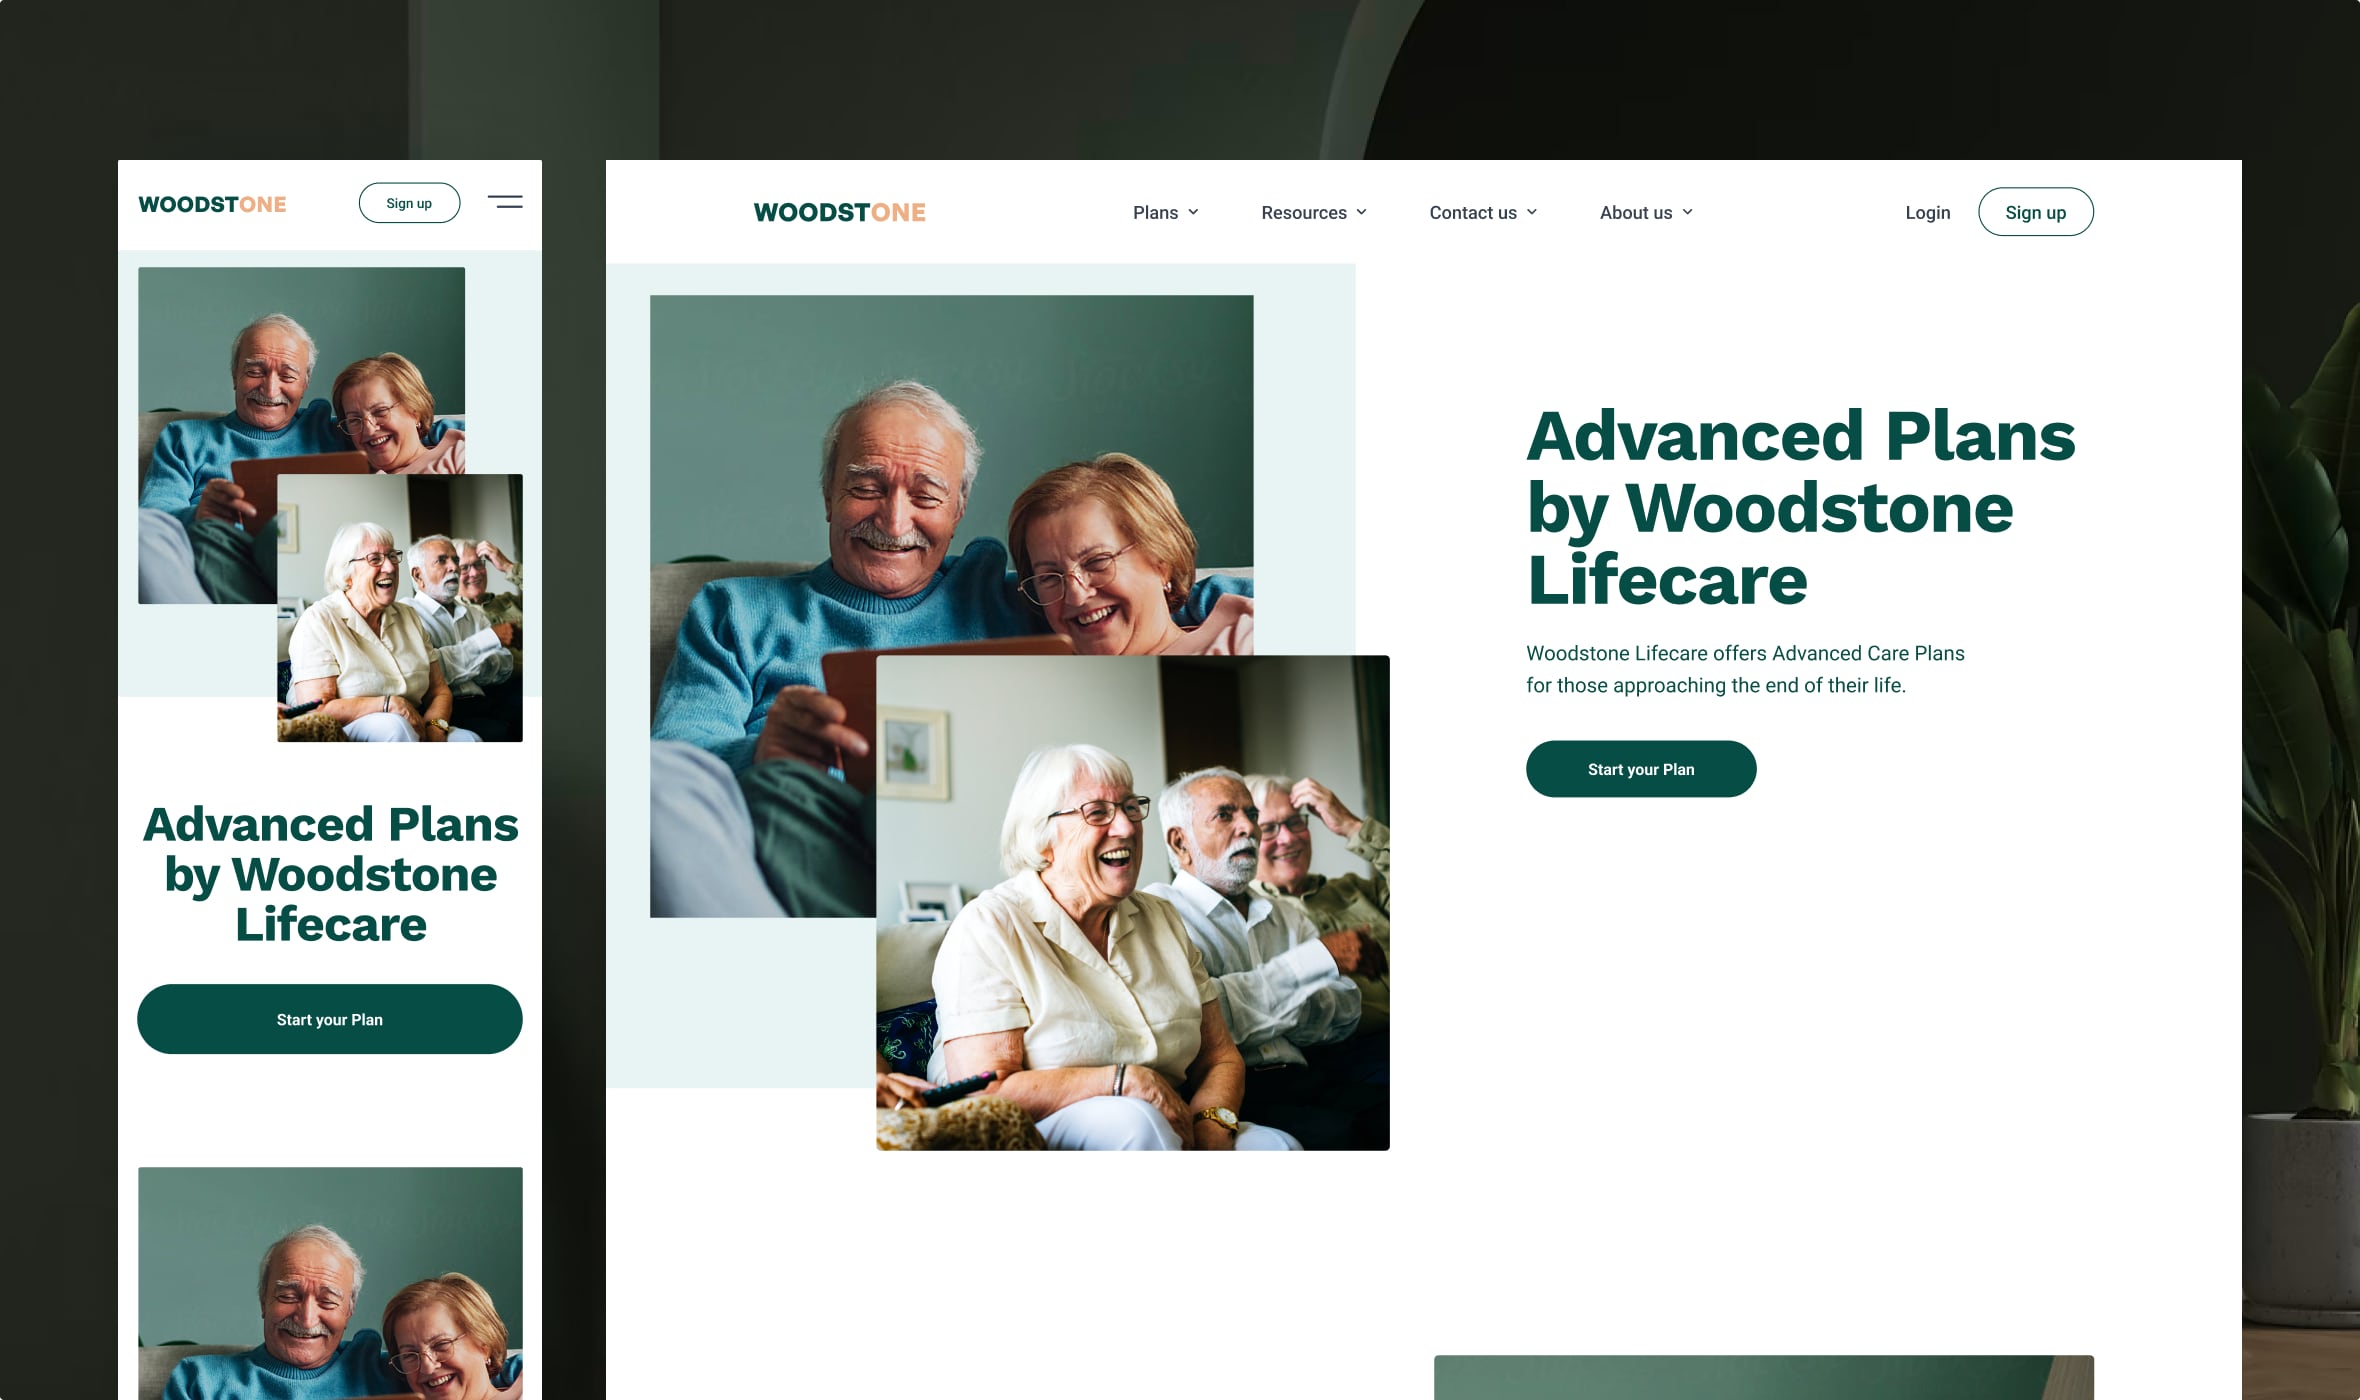 WOODSTONE
Sign up
Advanced Plans
by Woodstone
Lifecare
Start your Plan
WOODSTONE
Plans
Resources
Contact us
About us
Login
Sign up
Advanced Plans
by Woodstone
Lifecare
Woodstone Lifecare offers Advanced Care Plans
for those approaching the end of their life.
Start your Plan